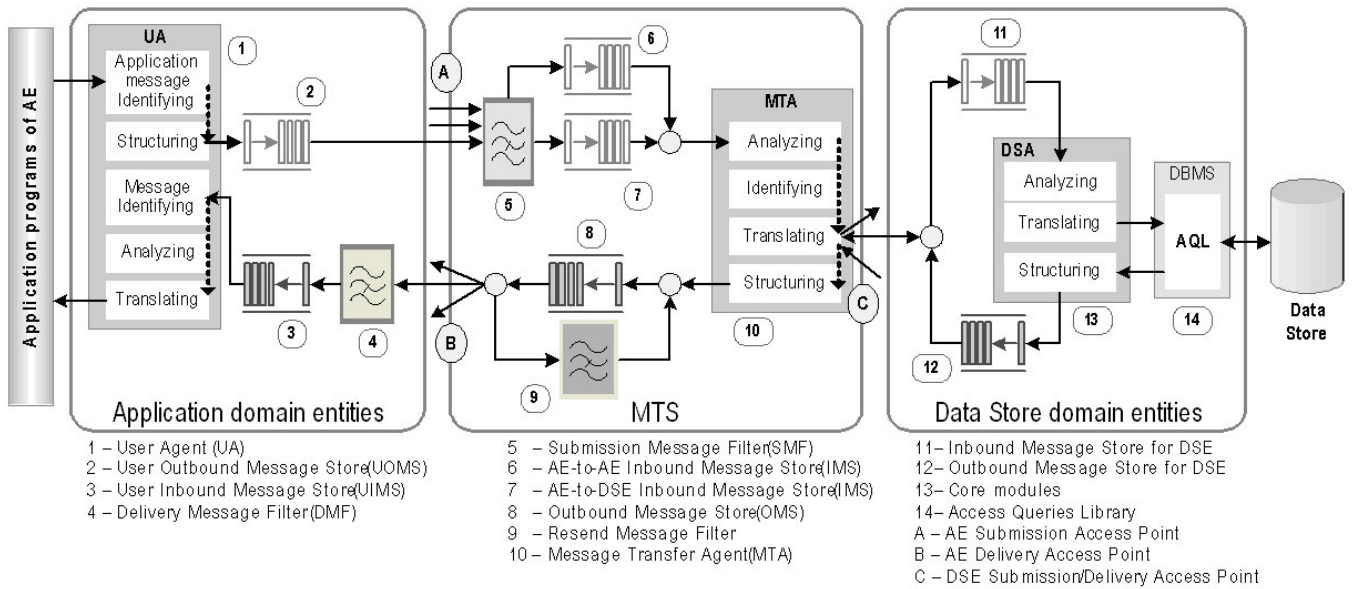 Application programs of AE
UA
Application
message
Identifying
Structuring
Message
Identifying
Analyzing
Translating
1
2
3
4
Application domain entities
A
B
5
6
7
8
9
10
MTA
Analyzing
Identifying
Translating
Structuring
C
MTS
11
DSA
Analyzing
Translating
Structuring
12
13
DBMS
AQL
14
Data
Store
Data Store domain entities
1 – User Agent (UA)
2 – User Outbound Message Store(UOMS)
3 – User Inbound Message Store(UIMS)
4 – Delivery Message Filter(DMF)
5 – Submission Message Filter(SMF)
6 – AE-to-AE Inbound Message Store(IMS)
7 – AE-to-DSE Inbound Message Store(IMS)
8 – Outbound Message Store(OMS)
9 – Resend Message Filter
10 – Message Transfer Agent(MTA)
11– Inbound Message Store for DSE
12– Outbound Message Store for DSE
13– Core modules
14– Access Queries Library
A – AE Submission Access Point
B – AE Delivery Access Point
C – DSE Submission/Delivery Access Point